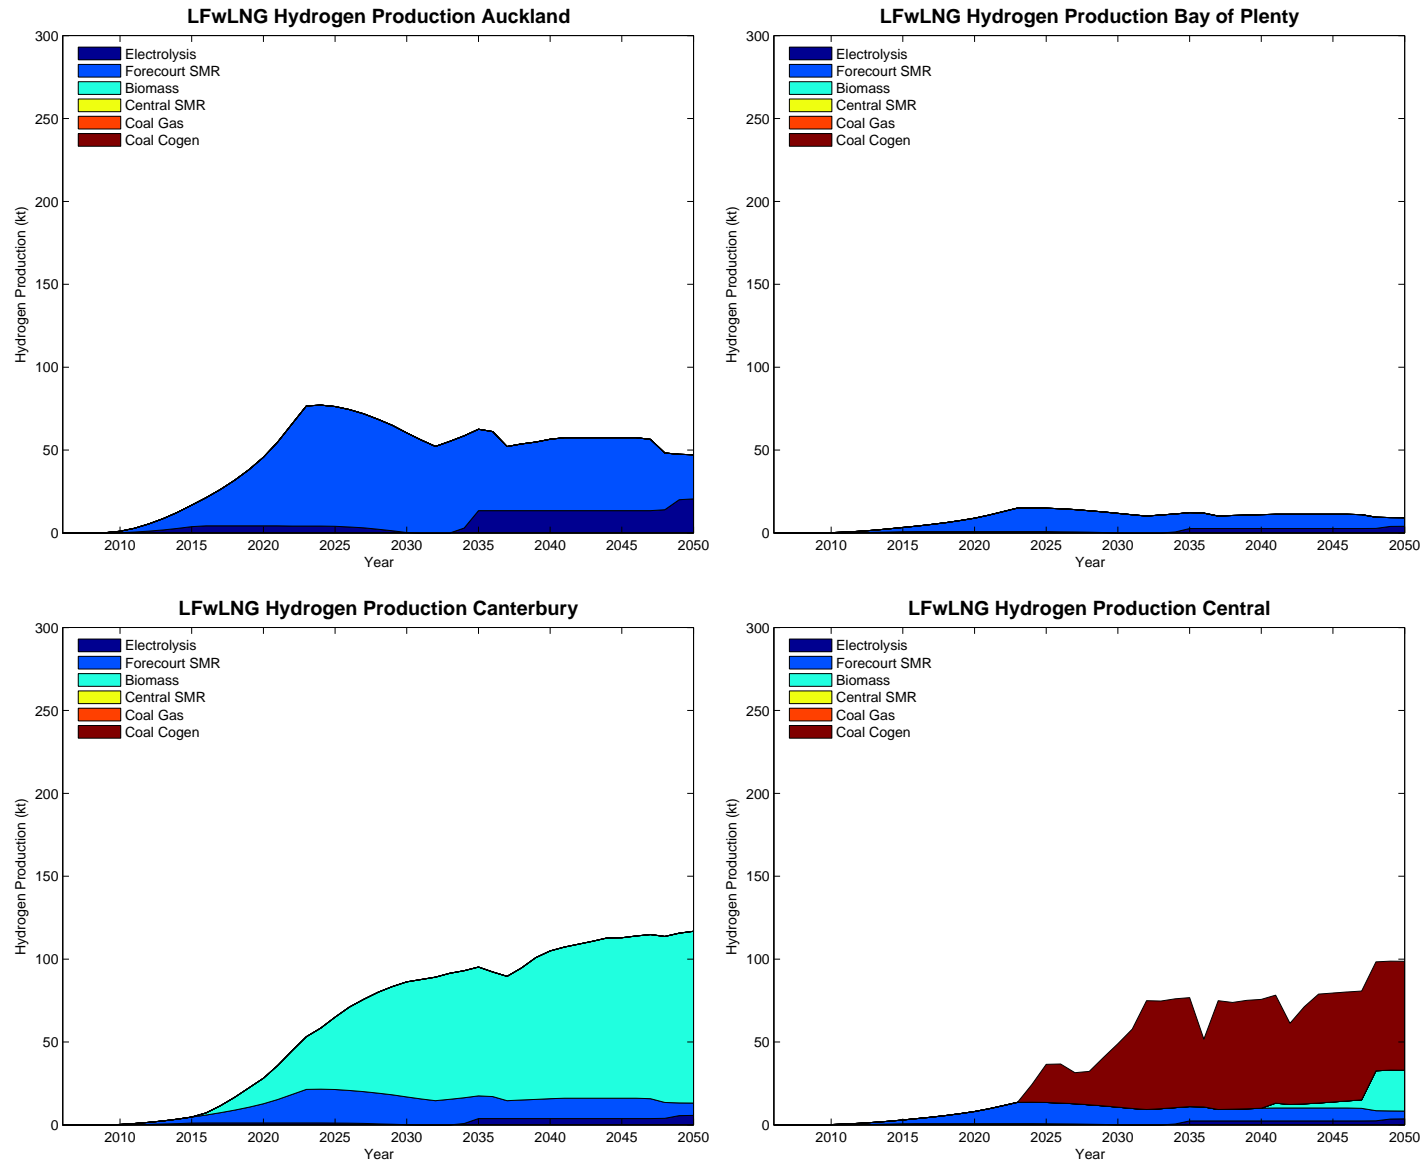 LFwLNG Hydrogen Production Auckland
300
250
200
150
100
50
0
Hydrogen Production (kt)
Electrolysis
Forecourt SMR
Biomass
Central SMR
Coal Gas
Coal Cogen
2010 2015 2020 2025 2030 2035 2040 2045 2050
Year
LFwLNG Hydrogen Production Bay of Plenty
300
250
200
150
100
50
0
Hydrogen Production (kt)
Electrolysis
Forecourt SMR
Biomass
Central SMR
Coal Gas
Coal Cogen
2010 2015 2020 2025 2030 2035 2040 2045 2050
Year
LFwLNG Hydrogen Production Canterbury
300
250
200
150
100
50
0
Hydrogen Production (kt)
Electrolysis
Forecourt SMR
Biomass
Central SMR
Coal Gas
Coal Cogen
2010 2015 2020 2025 2030 2035 2040 2045 2050
Year
LFwLNG Hydrogen Production Central
300
250
200
150
100
50
0
Hydrogen Production (kt)
Electrolysis
Forecourt SMR
Biomass
Central SMR
Coal Gas
Coal Cogen
2010 2015 2020 2025 2030 2035 2040 2045 2050
Year